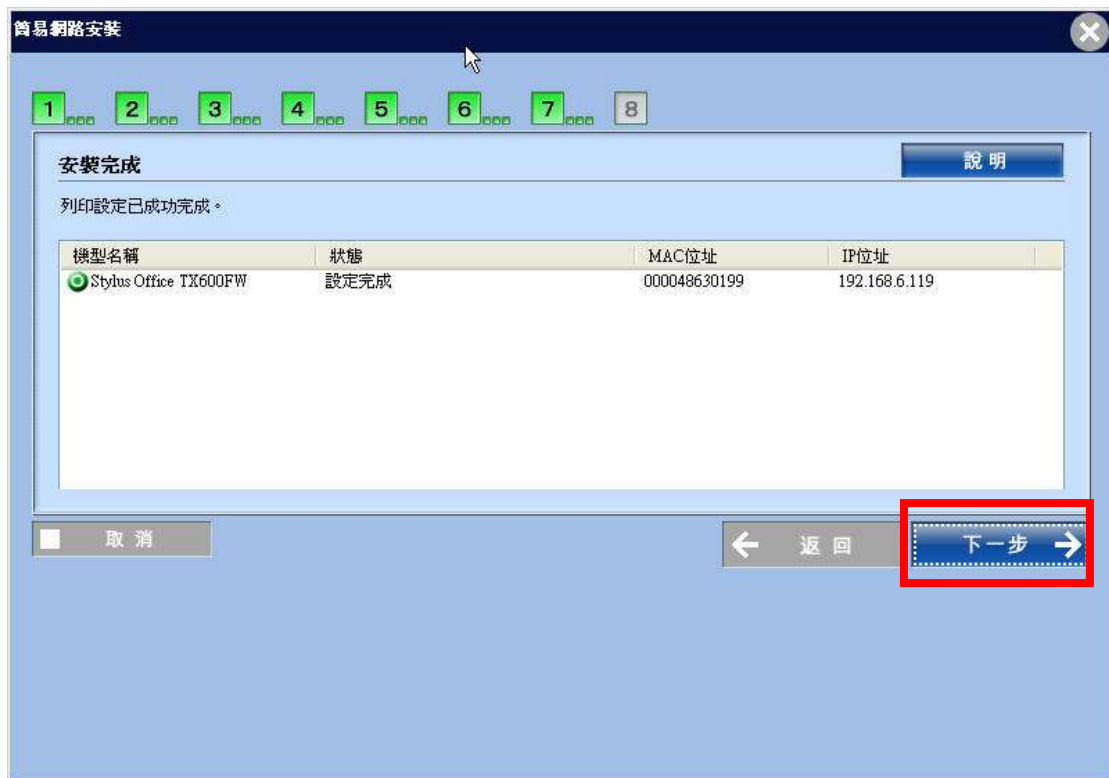 簡易網路安裝
1 2 3 4 5 6 7 8
安裝完成
說明
列印設定已成功完成。
機型名稱 狀態 MAC位址 IP位址
Stylus Office TX600FW 設定完成 000048630199 192.168.6.119
取消 返回 下一步